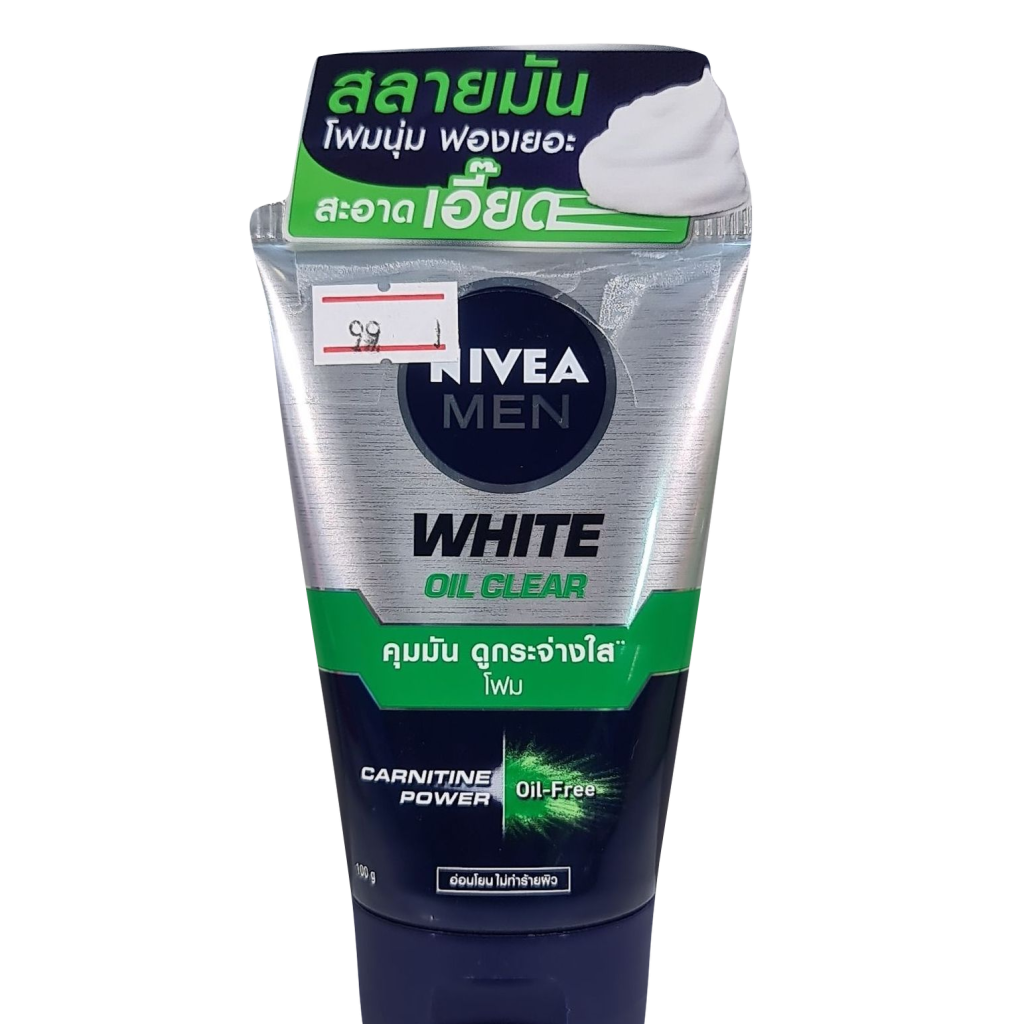 สลายมัน
โฟมนุ่ม ฟองเยอะ
สะอาด เอี๊ยด
99
NIVEA
MEN
WHITE
OIL CLEAR
คุมมัน ดูกระจ่างใส¨
โฟม
CARNITINE
POWER
Oil-Free
100 g
อ่อนโยน ไม่ทำร้ายผิว